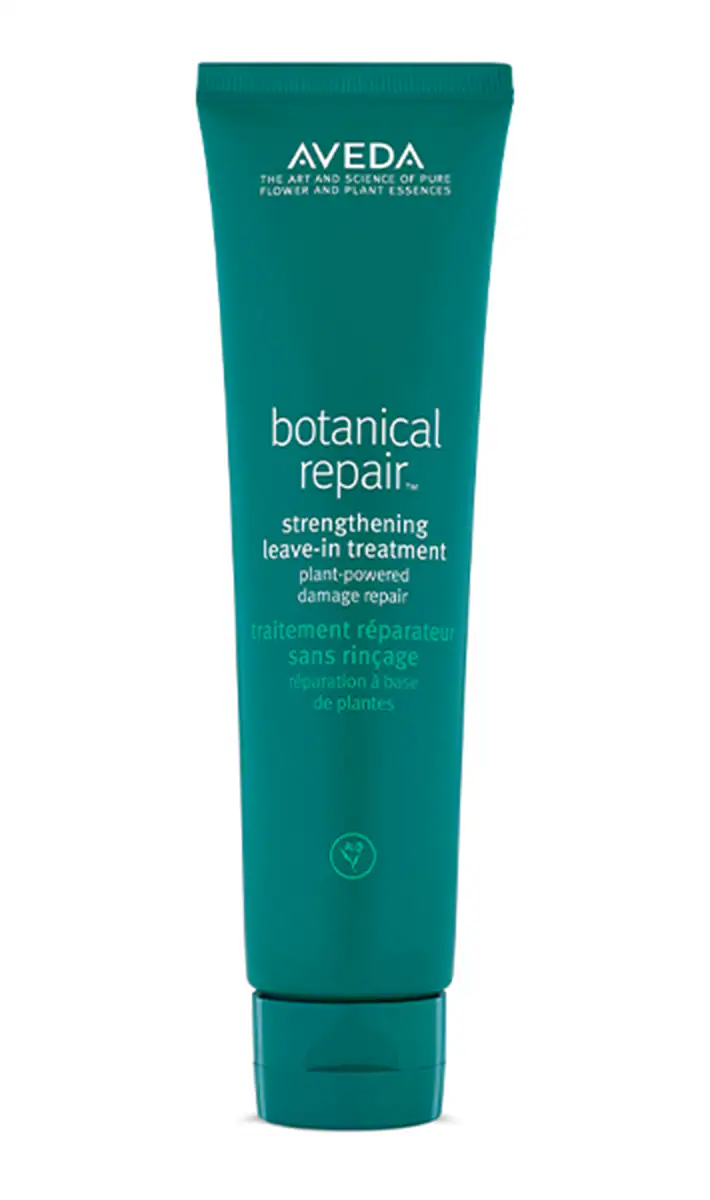 AVEDA
THE ART AND SCIENCE OF PURE
FLOWER AND PLANT ESSENCES
botanical
repair™
strengthening
leave-in treatment
plant-powered
damage repair
traitement réparateur
sans rinçage
réparation à base
de plantes